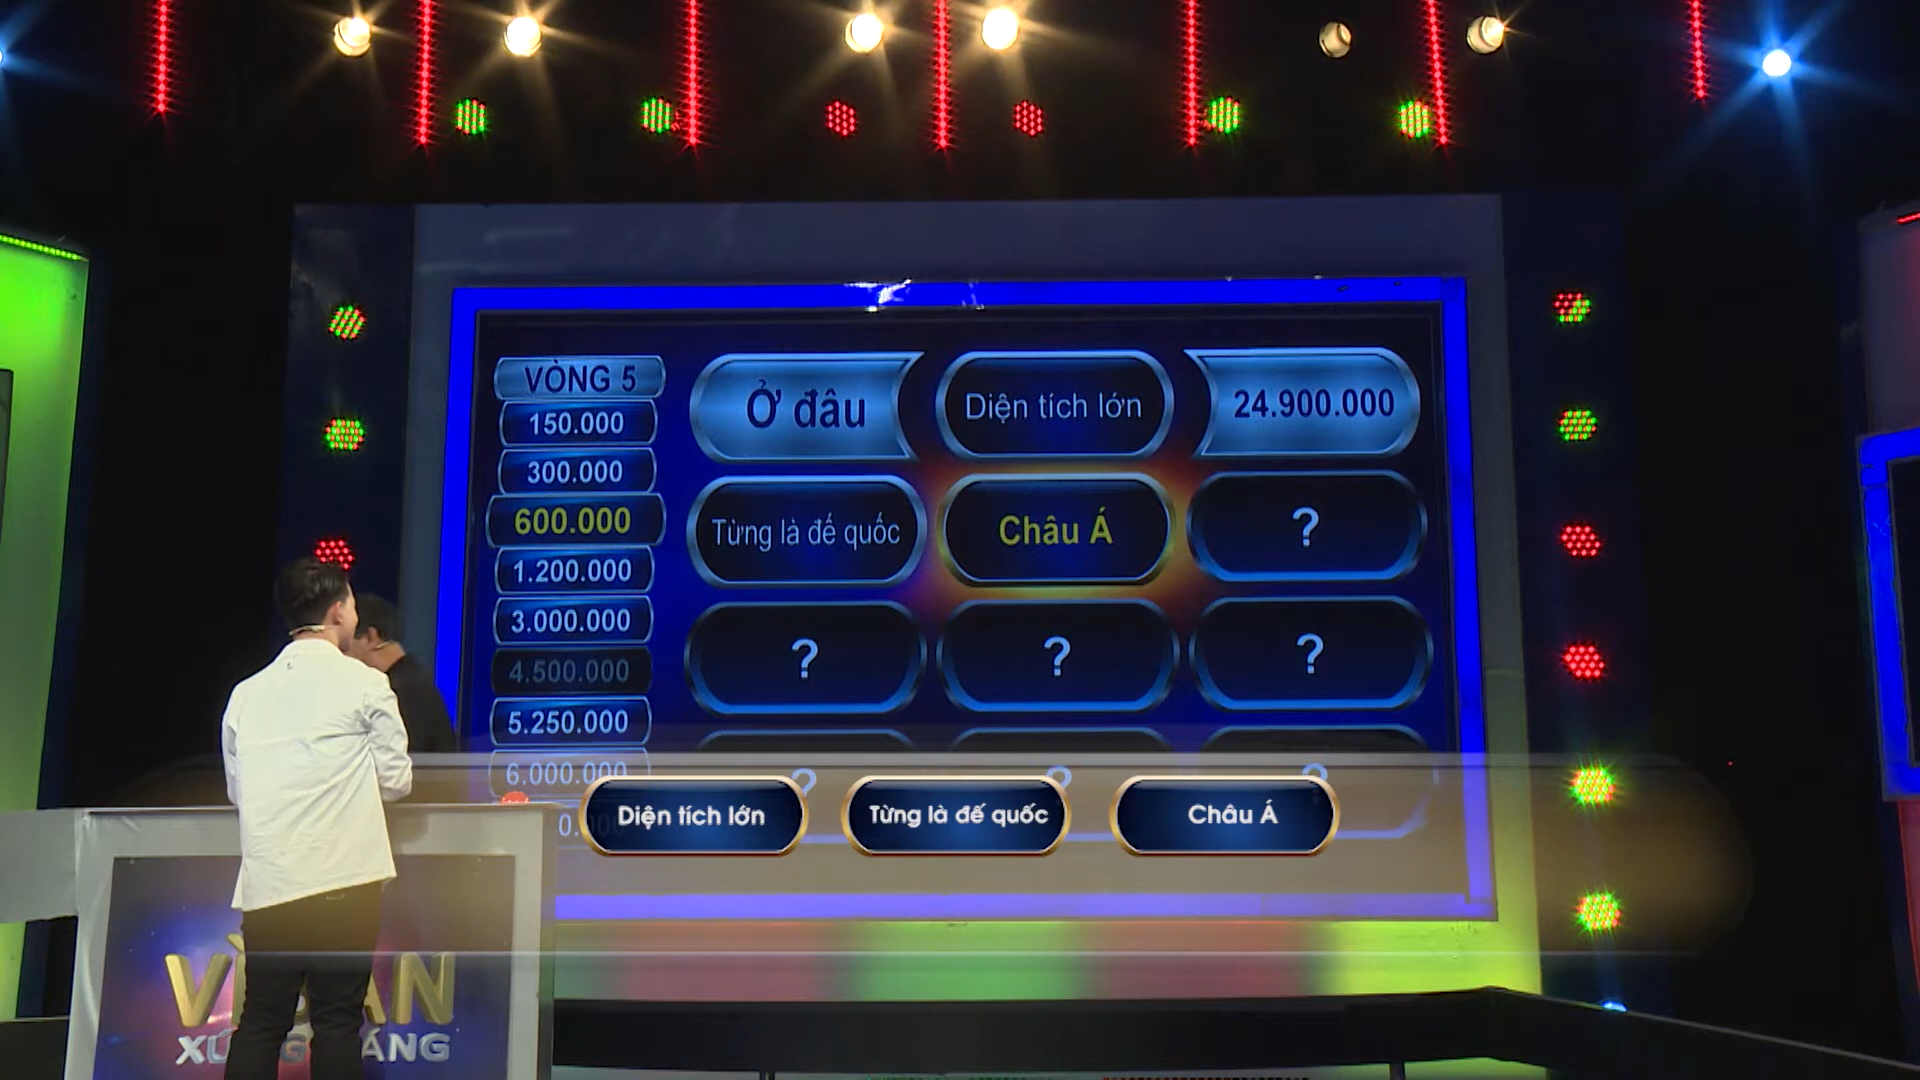 VÒNG 5
150.000
300.000
600.000
1.200.000
3.000.000
4.500.000
5.250.000
6.000.000
Ở đâu
Diện tích lớn
24.900.000
Từng là đế quốc
Châu Á
?
?
?
?
?
?
?
Diện tích lớn
Từng là đế quốc
Châu Á